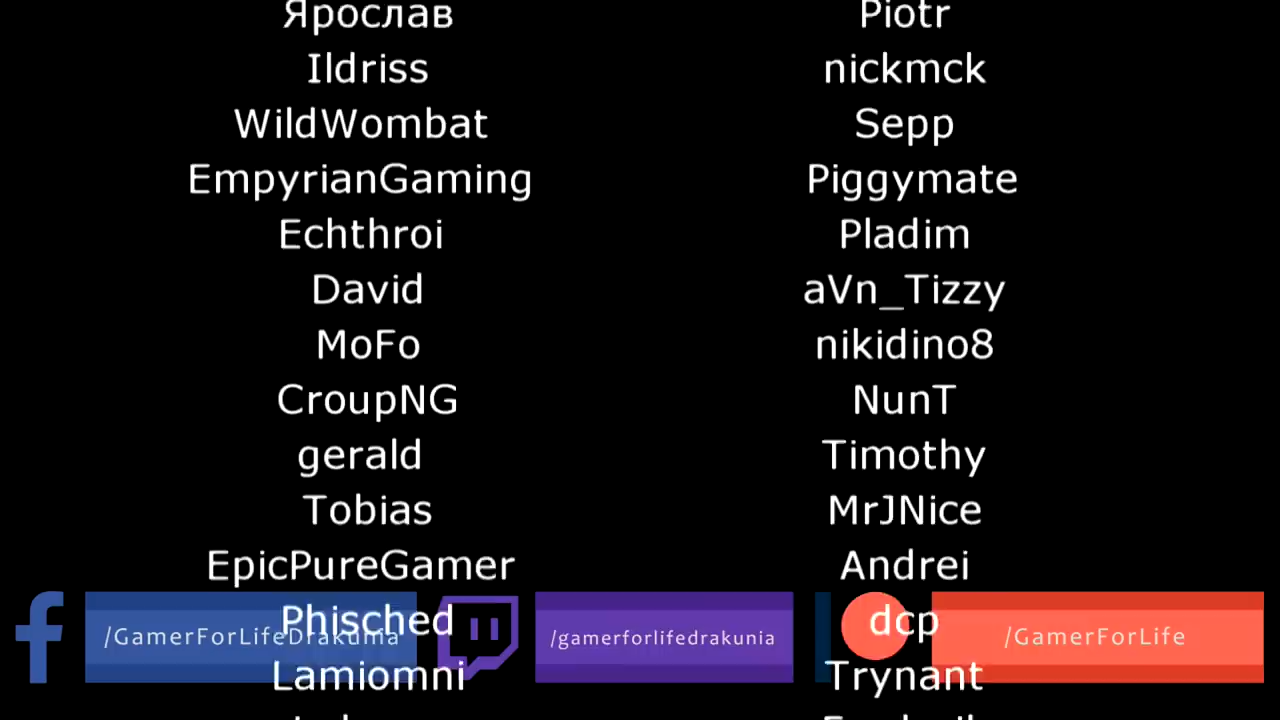 Ярослав Piotr
Ildriss nickmck
WildWombat Sepp
EmpyrianGaming Piggymate
Echthroi Pladim
David aVn_Tizzy
MoFo nikidino8
CroupNG NunT
gerald Timothy
Tobias MrJNice
EpicPureGamer Andrei
Phisched dcp
/GamerForLifeDrakunia /gamerforlifedrakunia /GamerForLife
Lamiomni Trynant